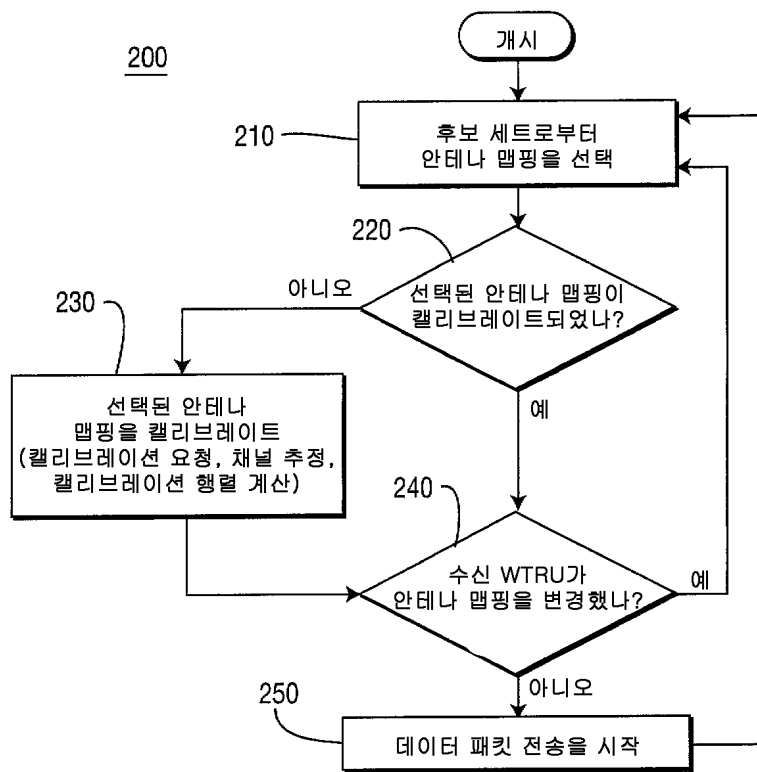 200
개시
210
후보 세트로부터
안테나 맵핑을 선택
220
선택된 안테나 맵핑이
캘리브레이트되었나?
아니오
예
230
선택된 안테나
맵핑을 캘리브레이트
(캘리브레이션 요청, 채널 추정,
캘리브레이션 행렬 계산)
240
수신 WTRU가
안테나 맵핑을 변경했나?
예
아니오
250
데이터 패킷 전송을 시작